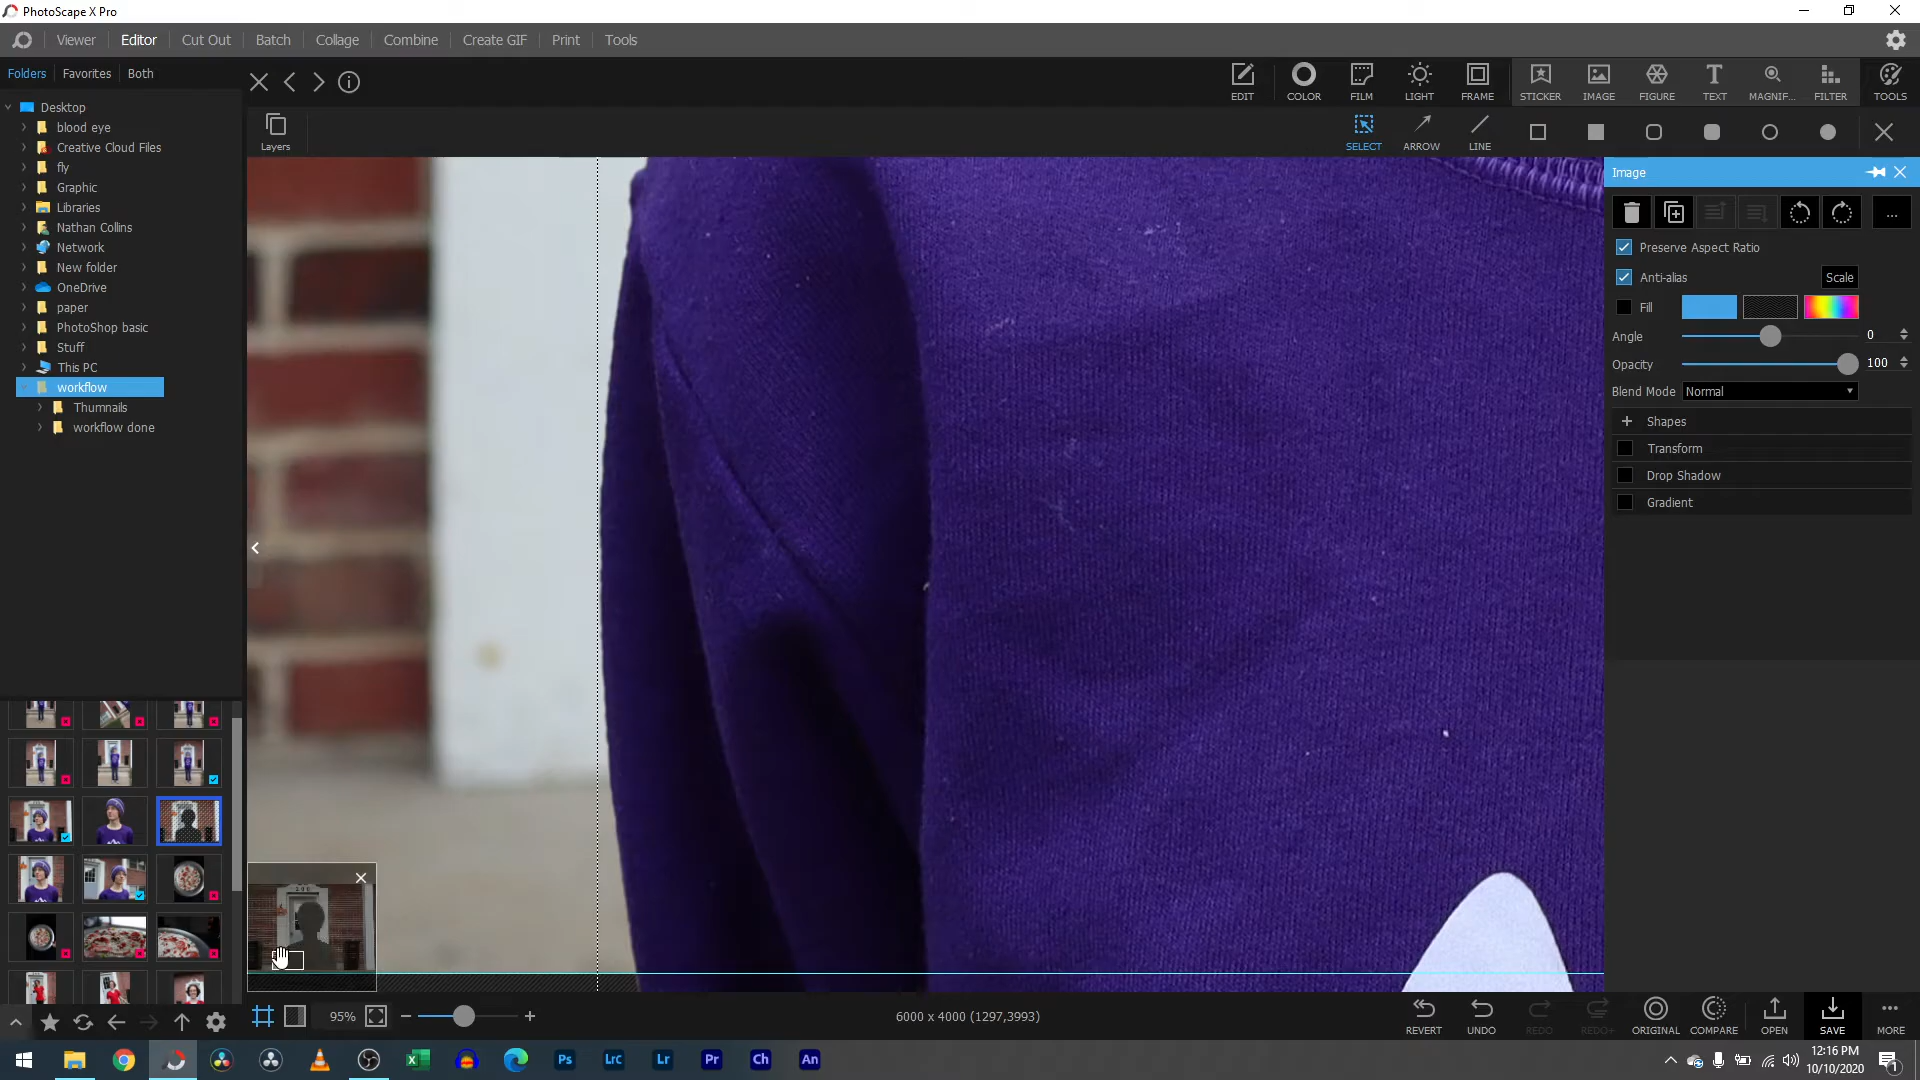 PhotoScape X Pro
Viewer Editor Cut Out Batch Collage Combine Create GIF Print Tools
Folders Favorites Both
EDIT COLOR FILM LIGHT FRAME STICKER IMAGE FIGURE TEXT MAGNIF... FILTER TOOLS
Layers
SELECT ARROW LINE
Desktop
blood eye
Creative Cloud Files
fly
Graphic
Libraries
Nathan Collins
Network
New folder
OneDrive
paper
PhotoShop basic
Stuff
This PC
workflow
Thumnails
workflow done
Image
...
Preserve Aspect Ratio
Anti-alias Scale
Fill
Angle 0
Opacity 100
Blend Mode Normal
+ Shapes
Transform
Drop Shadow
Gradient
95%
6000 x 4000 (1297,3993)
REVERT UNDO REDO REDO+ ORIGINAL COMPARE OPEN SAVE MORE
Ps LrC Lr Pr Ch An
12:16 PM
10/10/2020
1